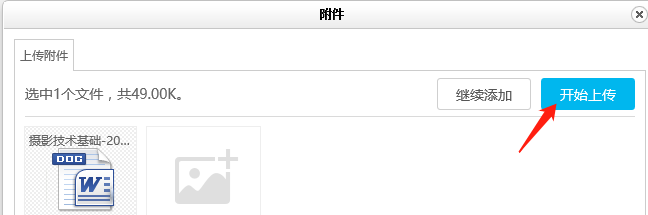 附件
上传附件
选中1个文件，共49.00K。
继续添加
开始上传
摄影技术基础-20...
DOC
W